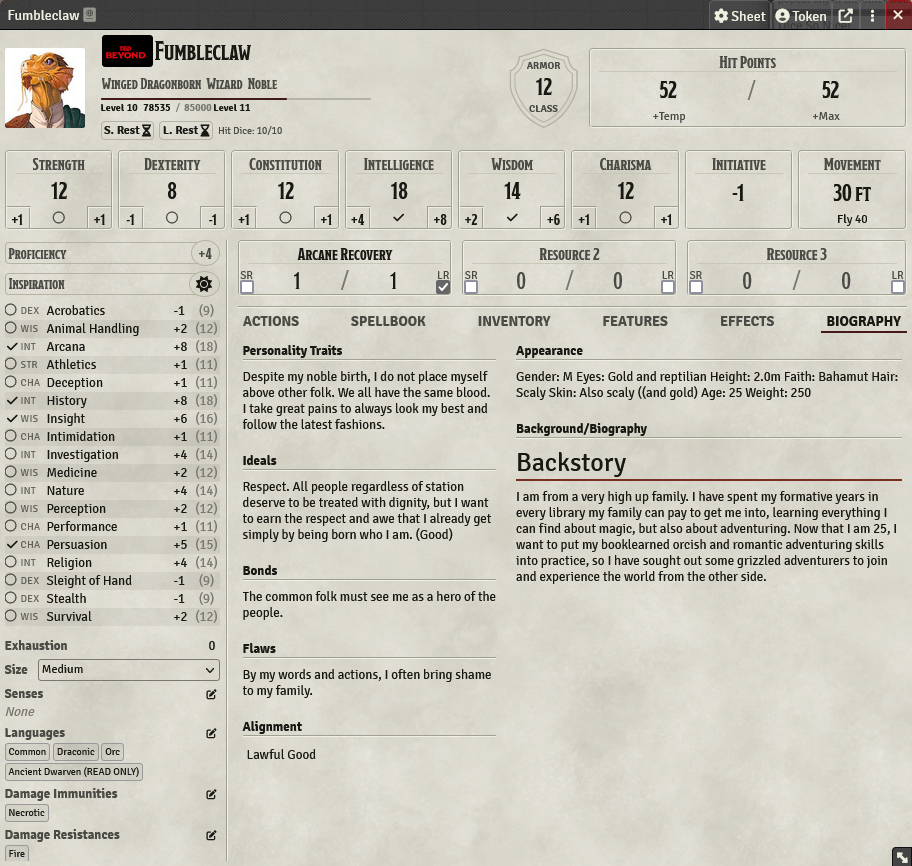 Fumbleclaw
Sheet
Token
D&D BEYOND
FUMBLECLAW
WINGED DRAGONBORN WIZARD NOBLE
Level 10 78535 / 85000 Level 11
S. Rest L. Rest Hit Dice: 10/10
ARMOR
12
CLASS
HIT POINTS
52 / 52
+Temp +Max
STRENGTH
12
+1 +1
DEXTERITY
8
-1 -1
CONSTITUTION
12
+1 +1
INTELLIGENCE
18
+4 +8
WISDOM
14
+2 +6
CHARISMA
12
+1 +1
INITIATIVE
-1
MOVEMENT
30 FT
Fly 40
PROFICIENCY +4
INSPIRATION
DEX Acrobatics -1 (9)
WIS Animal Handling +2 (12)
INT Arcana +8 (18)
STR Athletics +1 (11)
CHA Deception +1 (11)
INT History +8 (18)
WIS Insight +6 (16)
CHA Intimidation +1 (11)
INT Investigation +4 (14)
WIS Medicine +2 (12)
INT Nature +4 (14)
WIS Perception +2 (12)
CHA Performance +1 (11)
CHA Persuasion +5 (15)
INT Religion +4 (14)
DEX Sleight of Hand -1 (9)
DEX Stealth -1 (9)
WIS Survival +2 (12)
Exhaustion 0
Size Medium
Senses
None
Languages
Common Draconic Orc
Ancient Dwarven (READ ONLY)
Damage Immunities
Necrotic
Damage Resistances
Fire
ARCANE RECOVERY
SR 1 / 1 LR
RESOURCE 2
SR 0 / 0 LR
RESOURCE 3
SR 0 / 0 LR
ACTIONS SPELLBOOK INVENTORY FEATURES EFFECTS BIOGRAPHY
Personality Traits
Despite my noble birth, I do not place myself
above other folk. We all have the same blood.
I take great pains to always look my best and
follow the latest fashions.
Ideals
Respect. All people regardless of station
deserve to be treated with dignity, but I want
to earn the respect and awe that I already get
simply by being born who I am. (Good)
Bonds
The common folk must see me as a hero of the
people.
Flaws
By my words and actions, I often bring shame
to my family.
Alignment
Lawful Good
Appearance
Gender: M Eyes: Gold and reptilian Height: 2.0m Faith: Bahamut Hair:
Scaly Skin: Also scaly ((and gold) Age: 25 Weight: 250
Background/Biography
Backstory
I am from a very high up family. I have spent my formative years in
every library my family can pay to get me into, learning everything I
can find about magic, but also about adventuring. Now that I am 25, I
want to put my booklearned orcish and romantic adventuring skills
into practice, so I have sought out some grizzled adventurers to join
and experience the world from the other side.